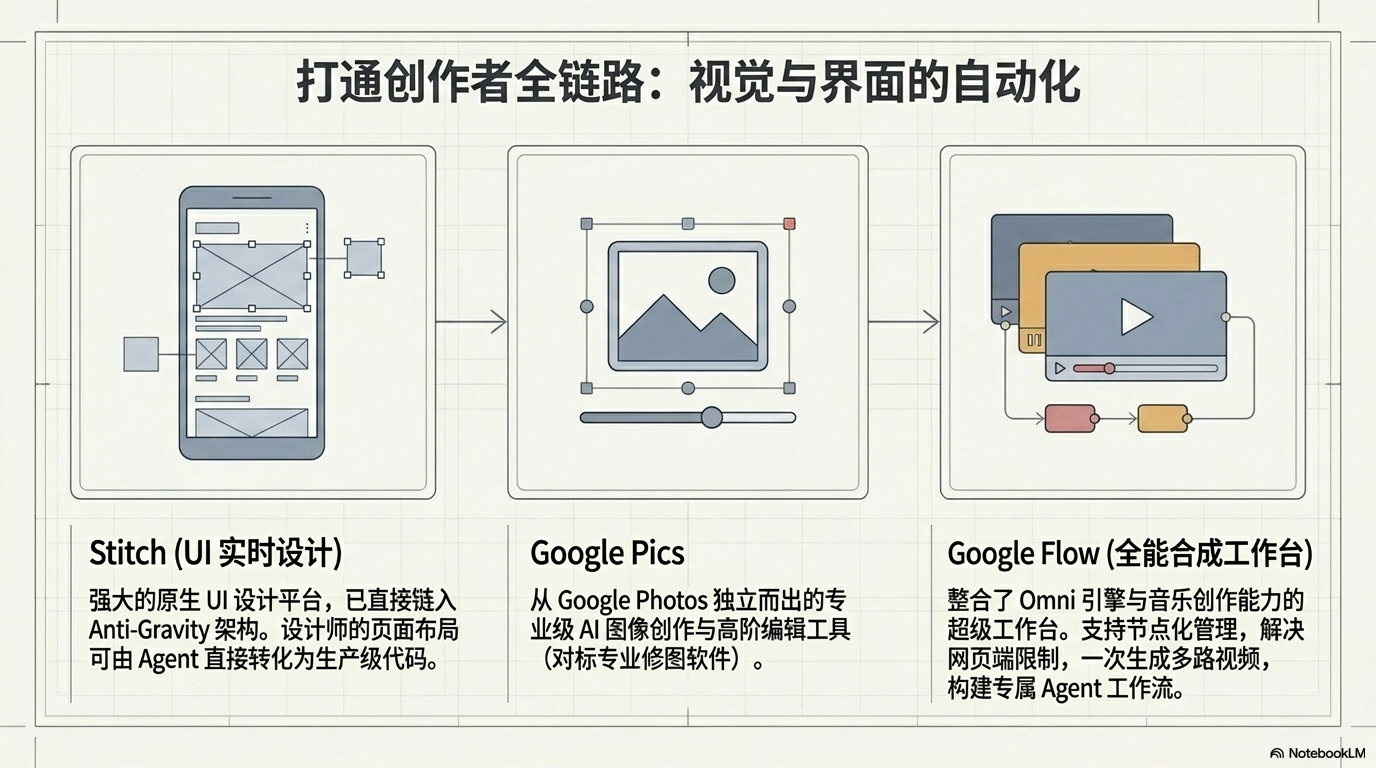 打通创作者全链路：视觉与界面的自动化
Stitch (UI 实时设计)
强大的原生 UI 设计平台，已直接链入
Anti-Gravity 架构。设计师的页面布局
可由 Agent 直接转化为生产级代码。
Google Pics
从 Google Photos 独立而出的专
业级 AI 图像创作与高阶编辑工具
（对标专业修图软件）。
Google Flow (全能合成工作台)
整合了 Omni 引擎与音乐创作能力的
超级工作台。支持节点化管理，解决
网页端限制，一次生成多路视频，
构建专属 Agent 工作流。
NotebookLM